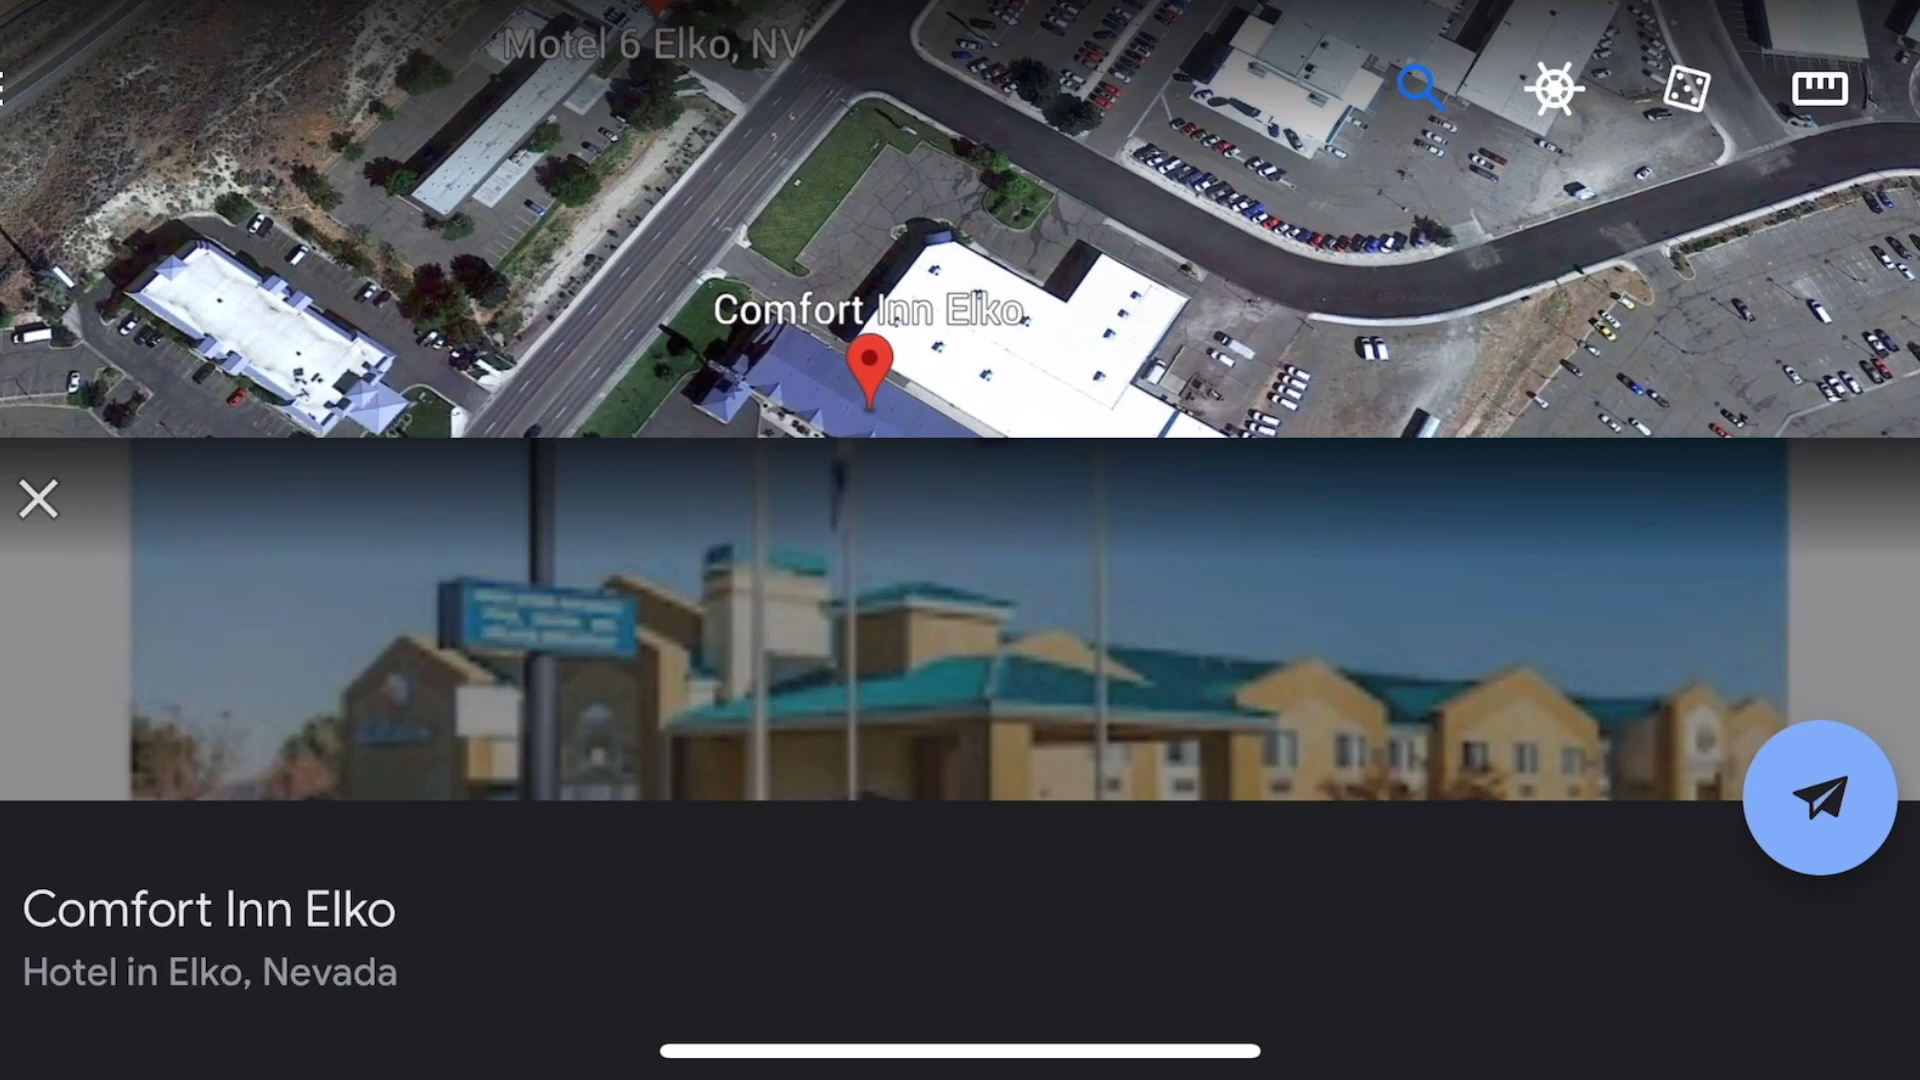 Motel 6 Elko, NV
Comfort Inn Elko
Comfort Inn Elko
Hotel in Elko, Nevada